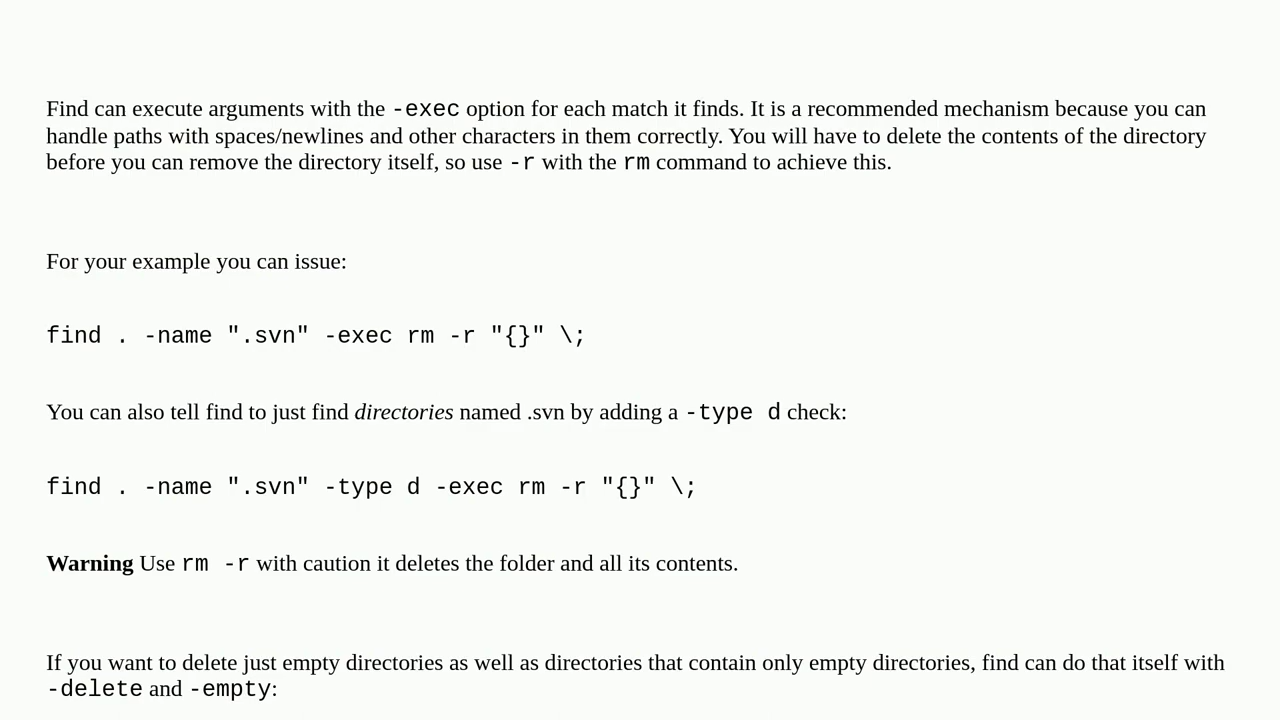 Find can execute arguments with the -exec option for each match it finds. It is a recommended mechanism because you can
handle paths with spaces/newlines and other characters in them correctly. You will have to delete the contents of the directory
before you can remove the directory itself, so use -r with the rm command to achieve this.
For your example you can issue:
find . -name ".svn" -exec rm -r "{}" \;
You can also tell find to just find directories named .svn by adding a -type d check:
find . -name ".svn" -type d -exec rm -r "{}" \;
Warning Use rm -r with caution it deletes the folder and all its contents.
If you want to delete just empty directories as well as directories that contain only empty directories, find can do that itself with
-delete and -empty: